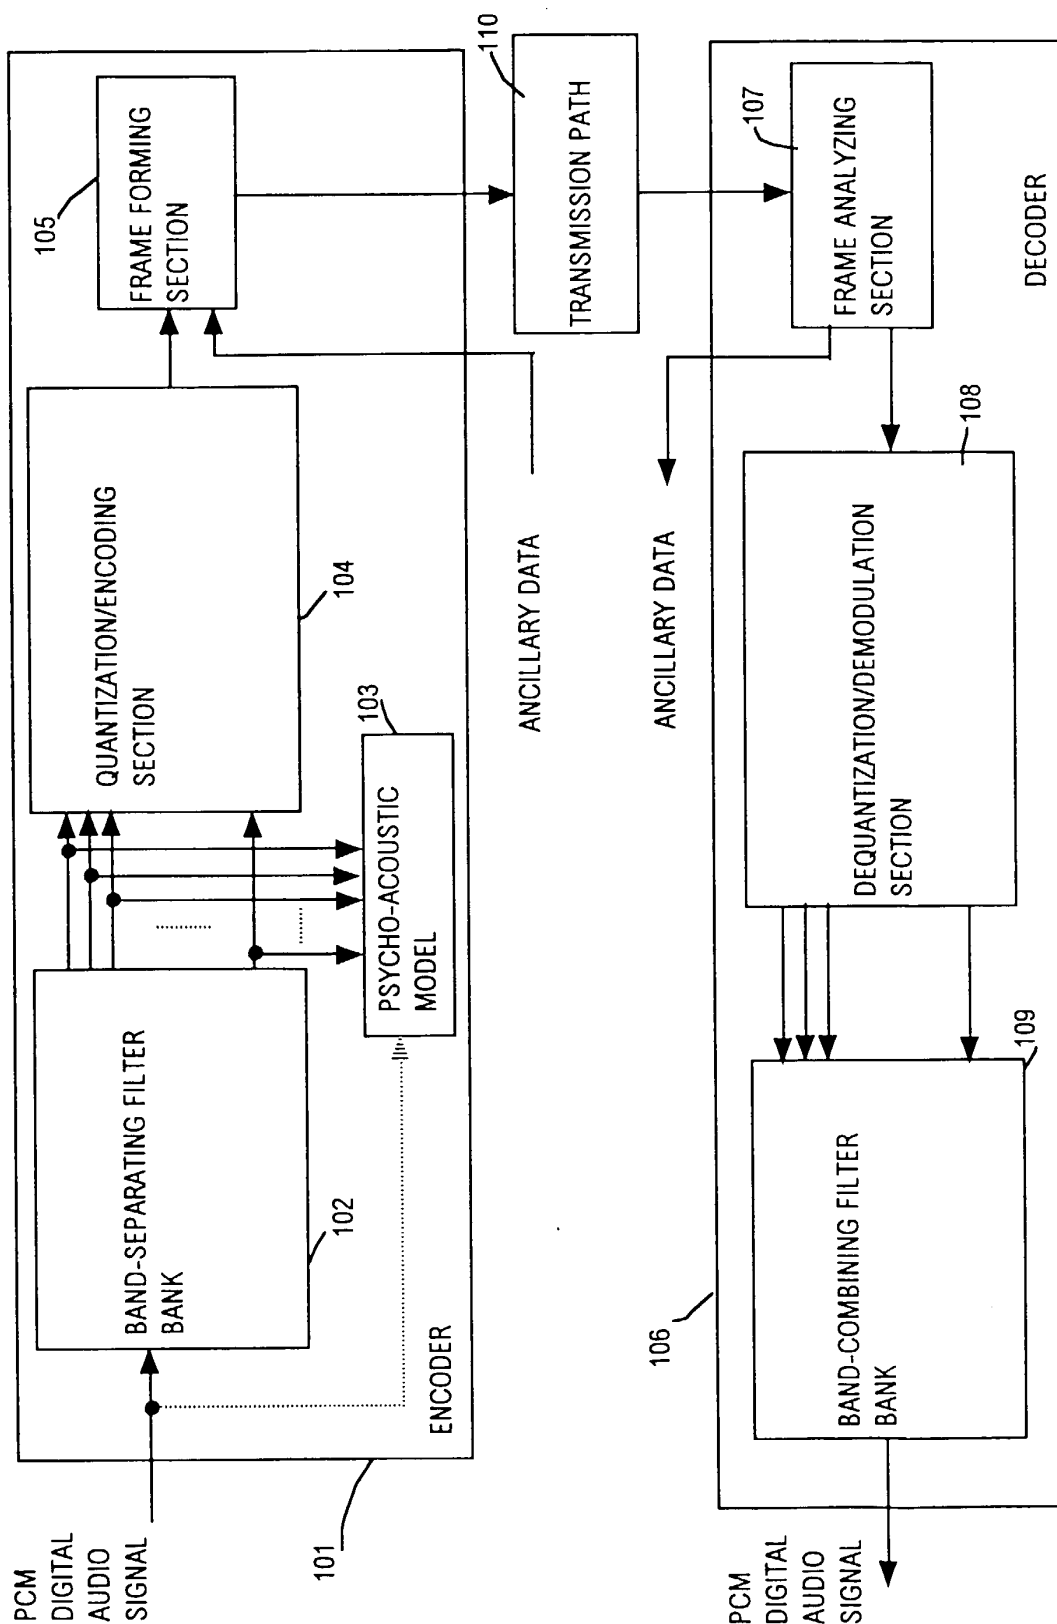 PCM
DIGITAL
AUDIO
SIGNAL
101
ENCODER
BAND-SEPARATING FILTER
BANK
102
PSYCHO-ACOUSTIC
MODEL
103
QUANTIZATION/ENCODING
SECTION
104
FRAME FORMING
SECTION
105
ANCILLARY DATA
TRANSMISSION PATH
110
ANCILLARY DATA
FRAME ANALYZING
SECTION
107
DECODER
DEQUANTIZATION/DEMODULATION
SECTION
108
BAND-COMBINING FILTER
BANK
109
106
PCM
DIGITAL
AUDIO
SIGNAL